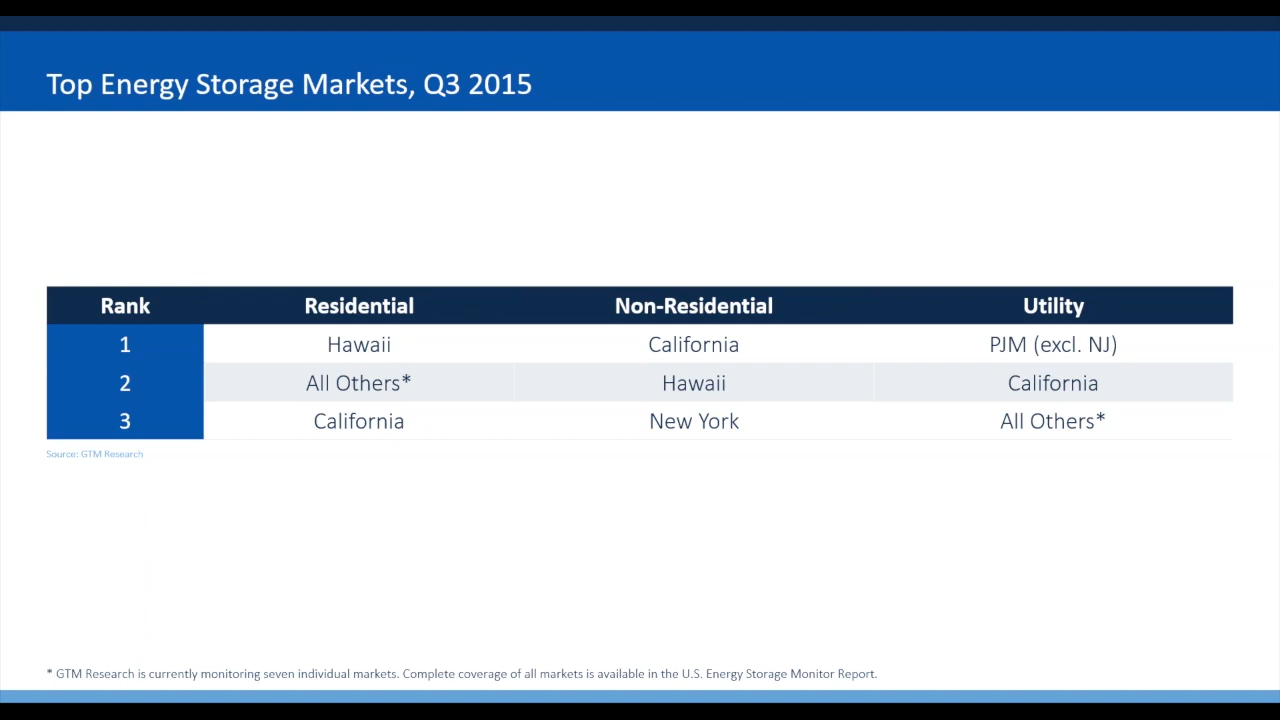 Top Energy Storage Markets, Q3 2015
Rank Residential Non-Residential Utility
1 Hawaii California PJM (excl. NJ)
2 All Others* Hawaii California
3 California New York All Others*
Source: GTM Research
* GTM Research is currently monitoring seven individual markets. Complete coverage of all markets is available in the U.S. Energy Storage Monitor Report.